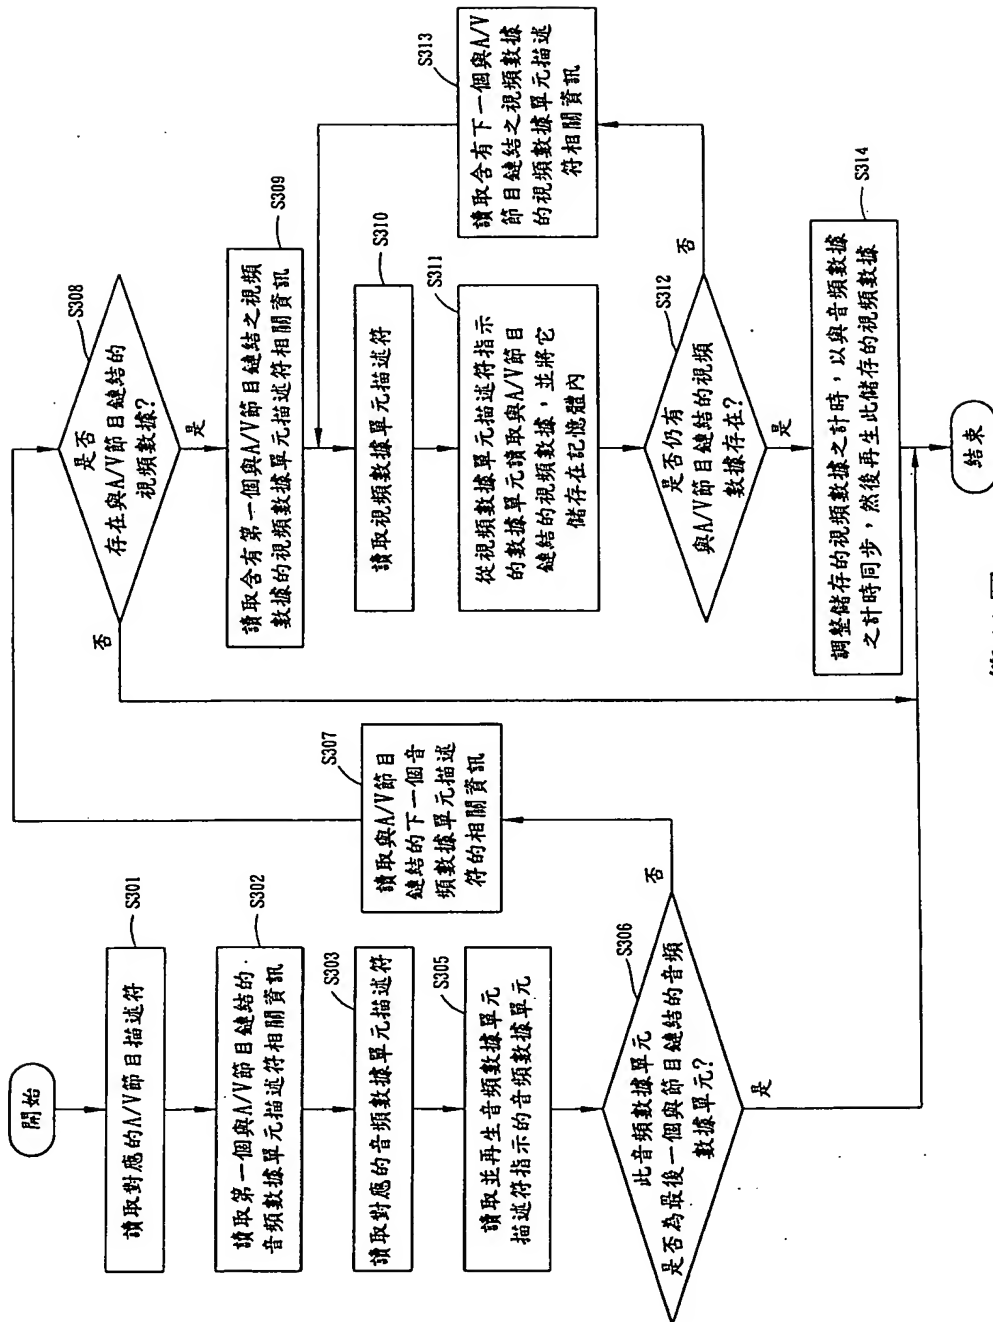 開始
S301
讀取對應的A/V節目描述符
S302
讀取第一個與A/V節目鏈結的
音頻數據單元描述符相關資訊
S303
讀取對應的音頻數據單元描述符
S305
讀取並再生音頻數據單元
描述符指示的音頻數據單元
S306
此音頻數據單元
是否為最後一個與節目鏈結的音頻
數據單元?
是
否
S307
讀取與A/V節目
鏈結的下一個音
頻數據單元描述
符的相關資訊
S308
是否
存在與A/V節目鏈結的
視頻數據?
否
是
S309
讀取含有第一個與A/V節目鏈結之視頻
數據的視頻數據單元描述符相關資訊
S310
讀取視頻數據單元描述符
S311
從視頻數據單元描述符指示
的數據單元讀取與A/V節目
鏈結的視頻數據，並將它
儲存在記憶體內
S312
是否仍有
與A/V節目鏈結的視頻
數據存在?
否
是
S313
讀取含有下一個與A/V
節目鏈結之視頻數據
的視頻數據單元描述
符相關資訊
S314
調整儲存的視頻數據之計時，以與音頻數據
之計時同步，然後再生此儲存的視頻數據
結束